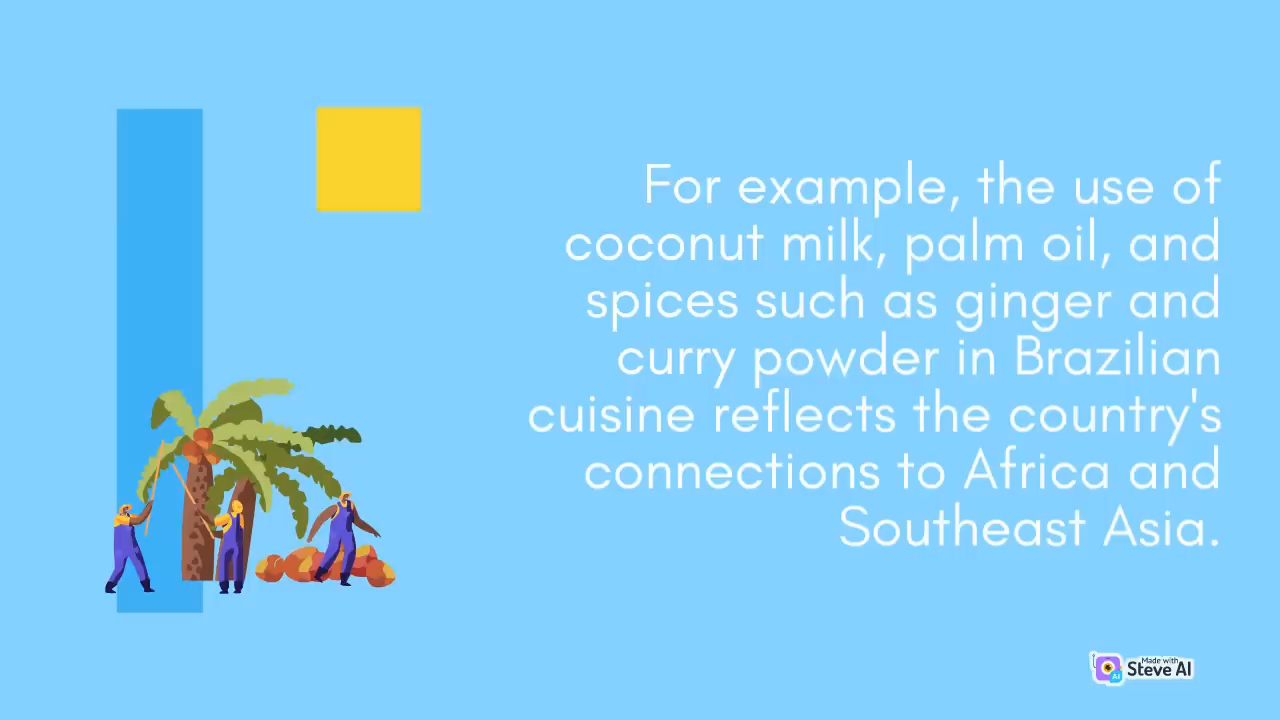 For example, the use of
coconut milk, palm oil, and
spices such as ginger and
curry powder in Brazilian
cuisine reflects the country's
connections to Africa and
Southeast Asia.
Made with
Steve AI
AI